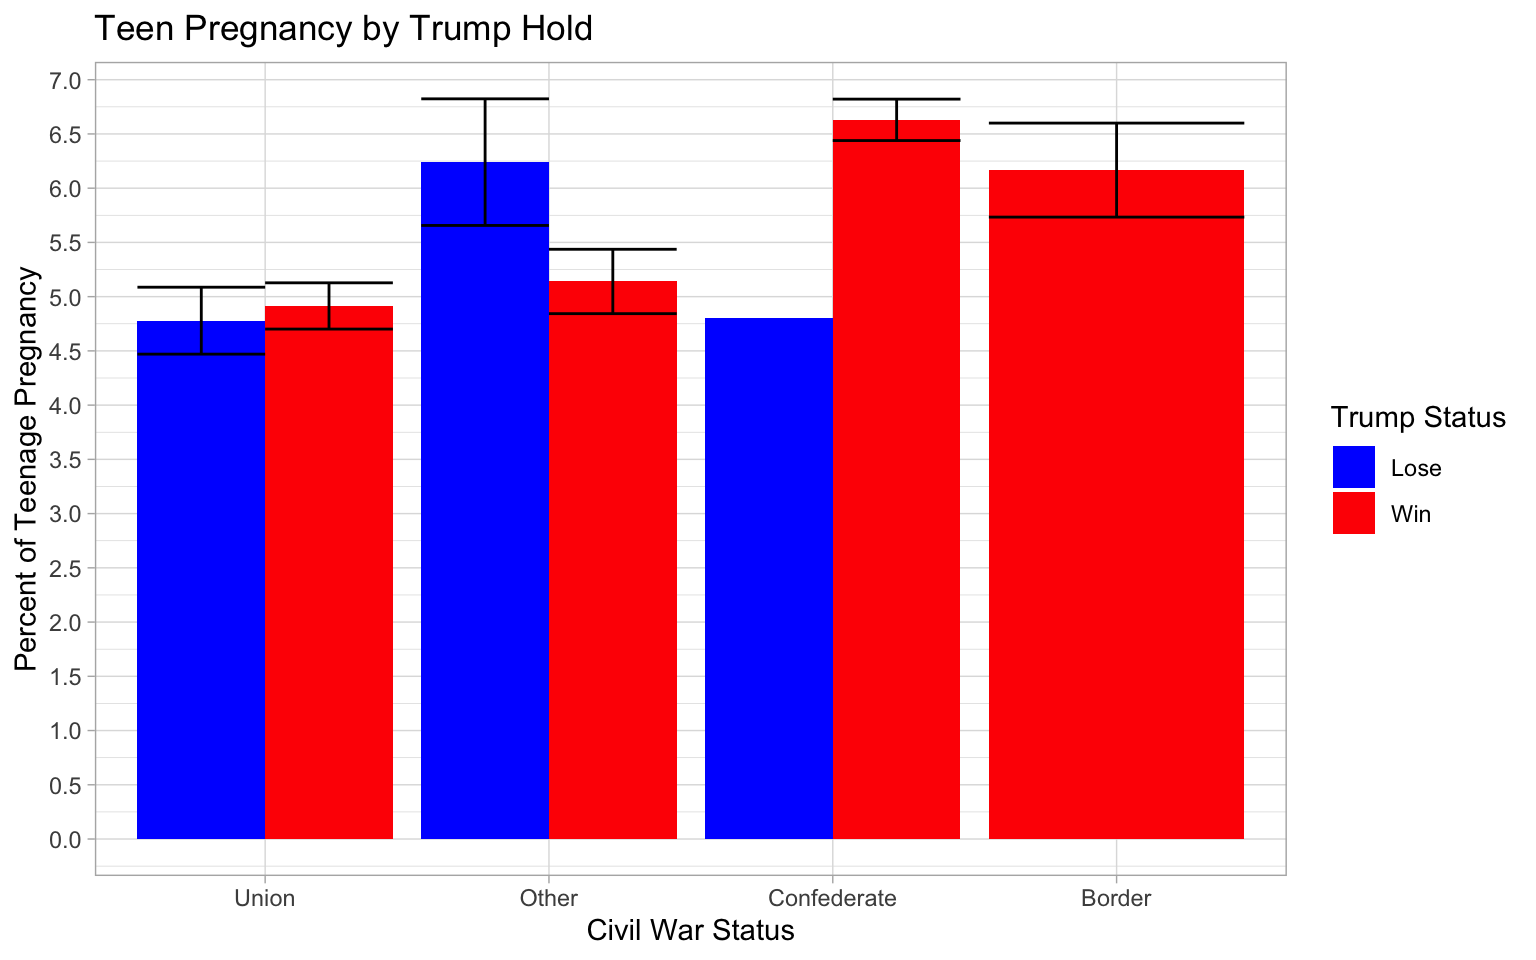 Teen Pregnancy by Trump Hold
7.0
6.5
6.0
5.5
5.0
4.5
4.0
3.5
3.0
2.5
2.0
1.5
1.0
0.5
0.0
Percent of Teenage Pregnancy
Union
Other
Confederate
Border
Civil War Status
Trump Status
Lose
Win